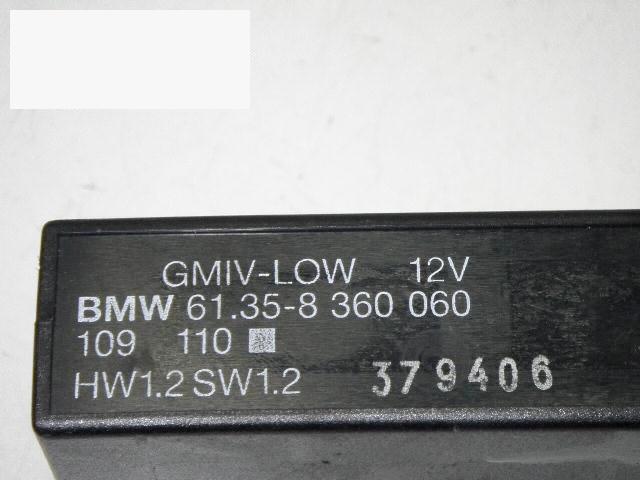 GMIV-LOW 12V
BMW 61.35-8 360 060
109 110
HW1.2 SW1.2 379406